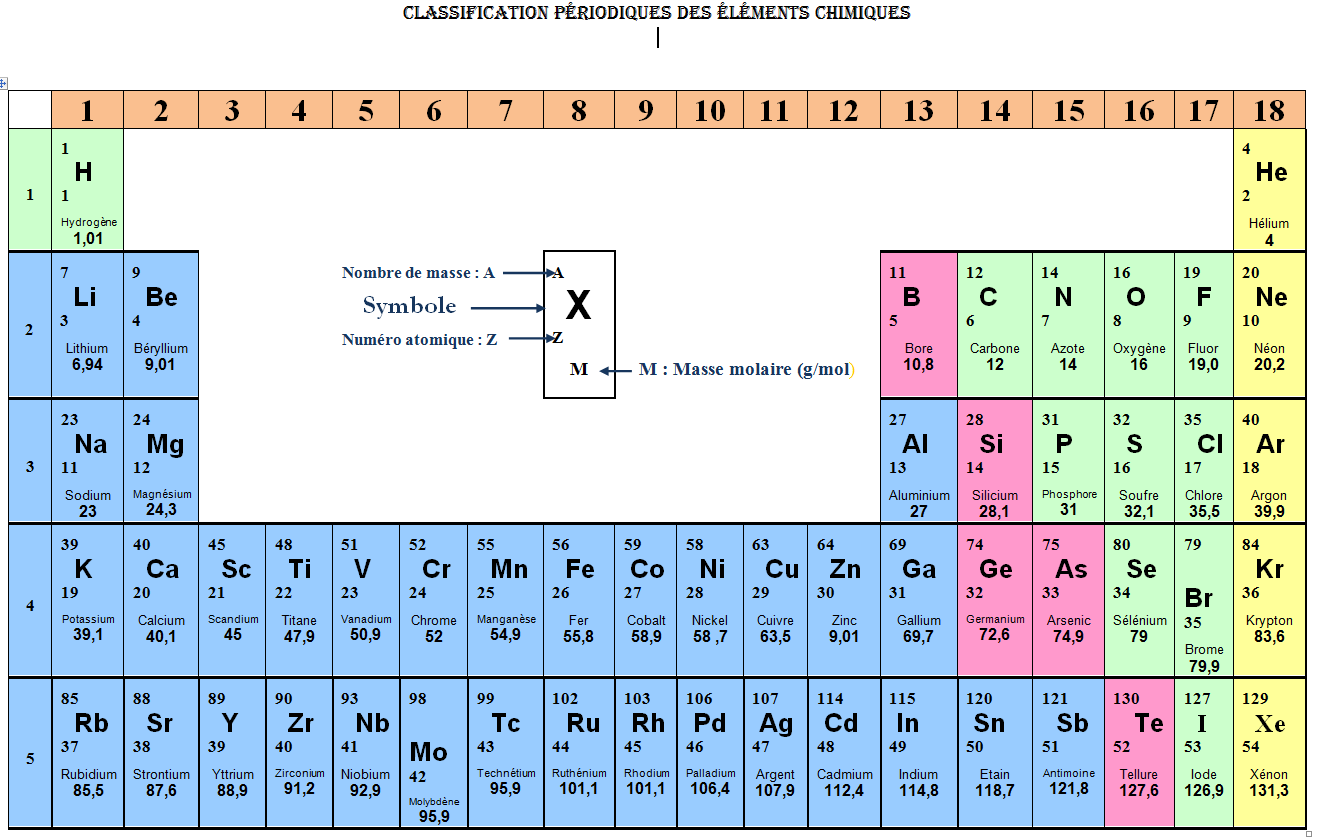 CLASSIFICATION PÉRIODIQUES DES ÉLÉMENTS CHIMIQUES
1 2 3 4 5 6 7 8 9 10 11 12 13 14 15 16 17 18
1 4
H He
1 1 2
Hydrogène Hélium
1,01 4
Nombre de masse : A A
Symbole X
Numéro atomique : Z Z
M M : Masse molaire (g/mol)
7 9 11 12 14 16 19 20
Li Be B C N O F Ne
2 3 4 5 6 7 8 9 10
Lithium Béryllium Bore Carbone Azote Oxygène Fluor Néon
6,94 9,01 10,8 12 14 16 19,0 20,2
23 24 27 28 31 32 35 40
Na Mg Al Si P S Cl Ar
3 11 12 13 14 15 16 17 18
Sodium Magnésium Aluminium Silicium Phosphore Soufre Chlore Argon
23 24,3 27 28,1 31 32,1 35,5 39,9
39 40 45 48 51 52 55 56 59 58 63 64 69 74 75 80 79 84
K Ca Sc Ti V Cr Mn Fe Co Ni Cu Zn Ga Ge As Se Br Kr
4 19 20 21 22 23 24 25 26 27 28 29 30 31 33 34 35 36
32
Potassium Calcium Scandium Titane Vanadium Chrome Manganèse Fer Cobalt Nickel Cuivre Zinc Gallium Germanium Arsenic Sélénium Brome Krypton
39,1 40,1 45 47,9 50,9 52 54,9 55,8 58,9 58 ,7 63,5 9,01 69,7 72,6 74,9 79 79,9 83,6
85 88 89 90 93 98 99 102 103 106 107 114 115 120 121 130 127 129
Rb Sr Y Zr Nb Mo Tc Ru Rh Pd Ag Cd In Sn Sb Te I Xe
5 37 38 39 40 41 42 43 44 45 46 47 48 49 50 51 52 53 54
Rubidium Strontium Yttrium Zirconium Niobium Molybdène Technétium Ruthénium Rhodium Palladium Argent Cadmium Indium Etain Antimoine Tellure Iode Xénon
85,5 87,6 88,9 91,2 92,9 95,9 95,9 101,1 101,1 106,4 107,9 112,4 114,8 118,7 121,8 127,6 126,9 131,3